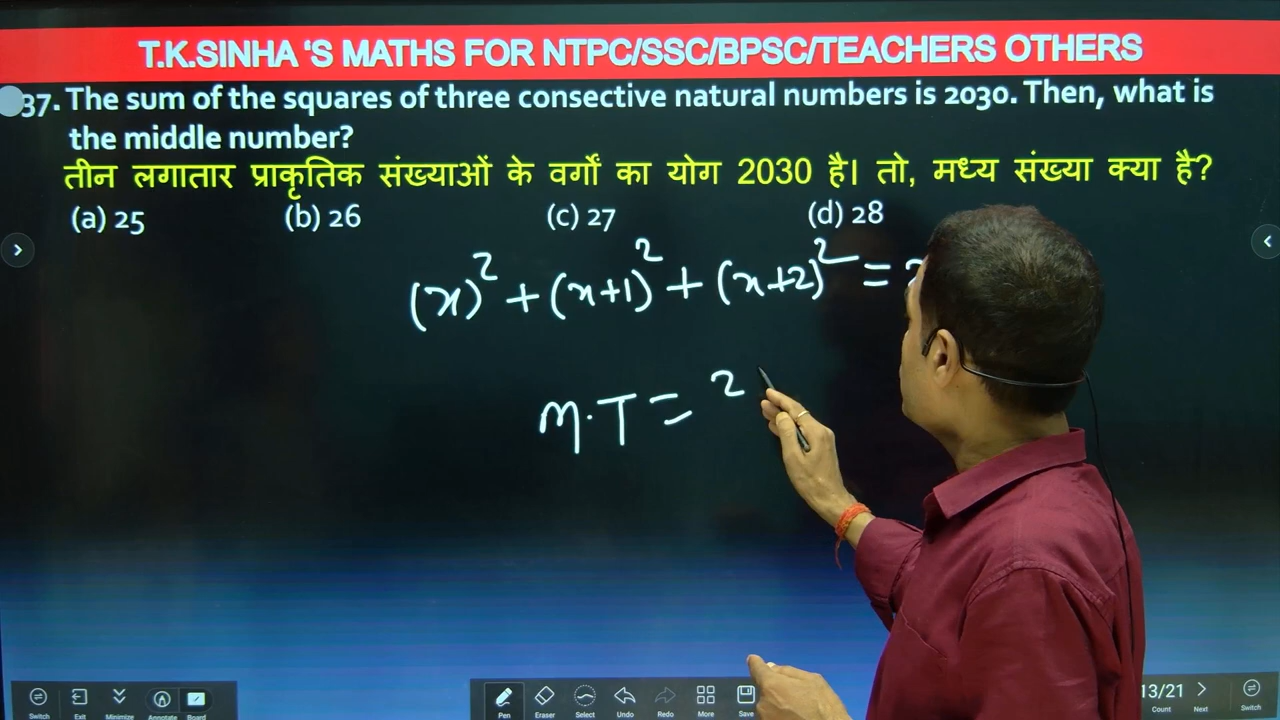 T.K.SINHA ‘S MATHS FOR NTPC/SSC/BPSC/TEACHERS OTHERS
37. The sum of the squares of three consective natural numbers is 2030. Then, what is
the middle number?
तीन लगातार प्राकृतिक संख्याओं के वर्गों का योग 2030 है। तो, मध्य संख्या क्या है?
(a) 25 (b) 26 (c) 27 (d) 28
(x)² + (x+1)² + (x+2)² =
M.T = 2
Switch Exit Minimize Annotate Board Pen Eraser Select Undo Redo More Save 13/21 Count Next Switch